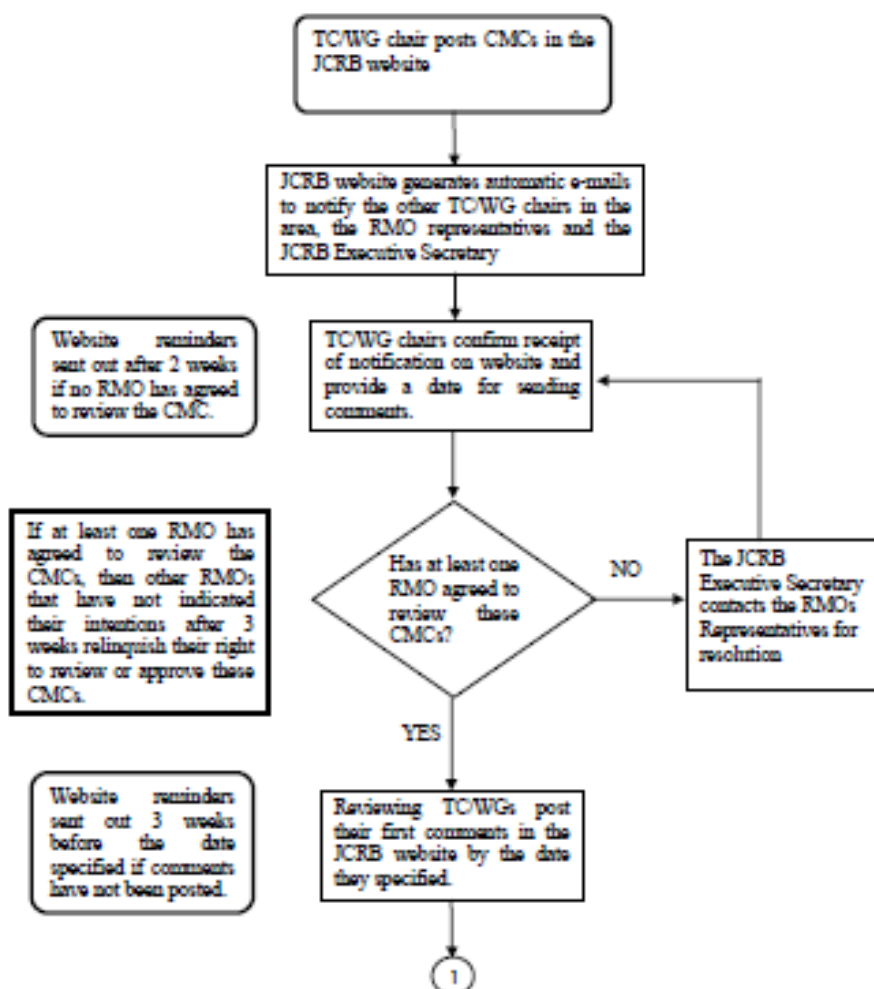 TC/WG chair posts CMCs in the
JCRB website
JCRB website generates automatic e-mails
to notify the other TC/WG chairs in the
area, the RMO representatives and the
JCRB Executive Secretary
Website reminders
sent out after 2 weeks
if no RMO has agreed
to review the CMC.
TC/WG chairs confirm receipt
of notification on website and
provide a date for sending
comments.
If at least one RMO has
agreed to review the
CMCs, then other RMOs
that have not indicated
their intentions after 3
weeks relinquish their right
to review or approve these
CMCs.
Has at least one
RMO agreed to
review these
CMCs?
NO
The JCRB
Executive Secretary
contacts the RMOs
Representatives for
resolution
YES
Website reminders
sent out 3 weeks
before the date
specified if comments
have not been posted.
Reviewing TC/WGs post
their first comments in the
JCRB website by the date
they specified.
1